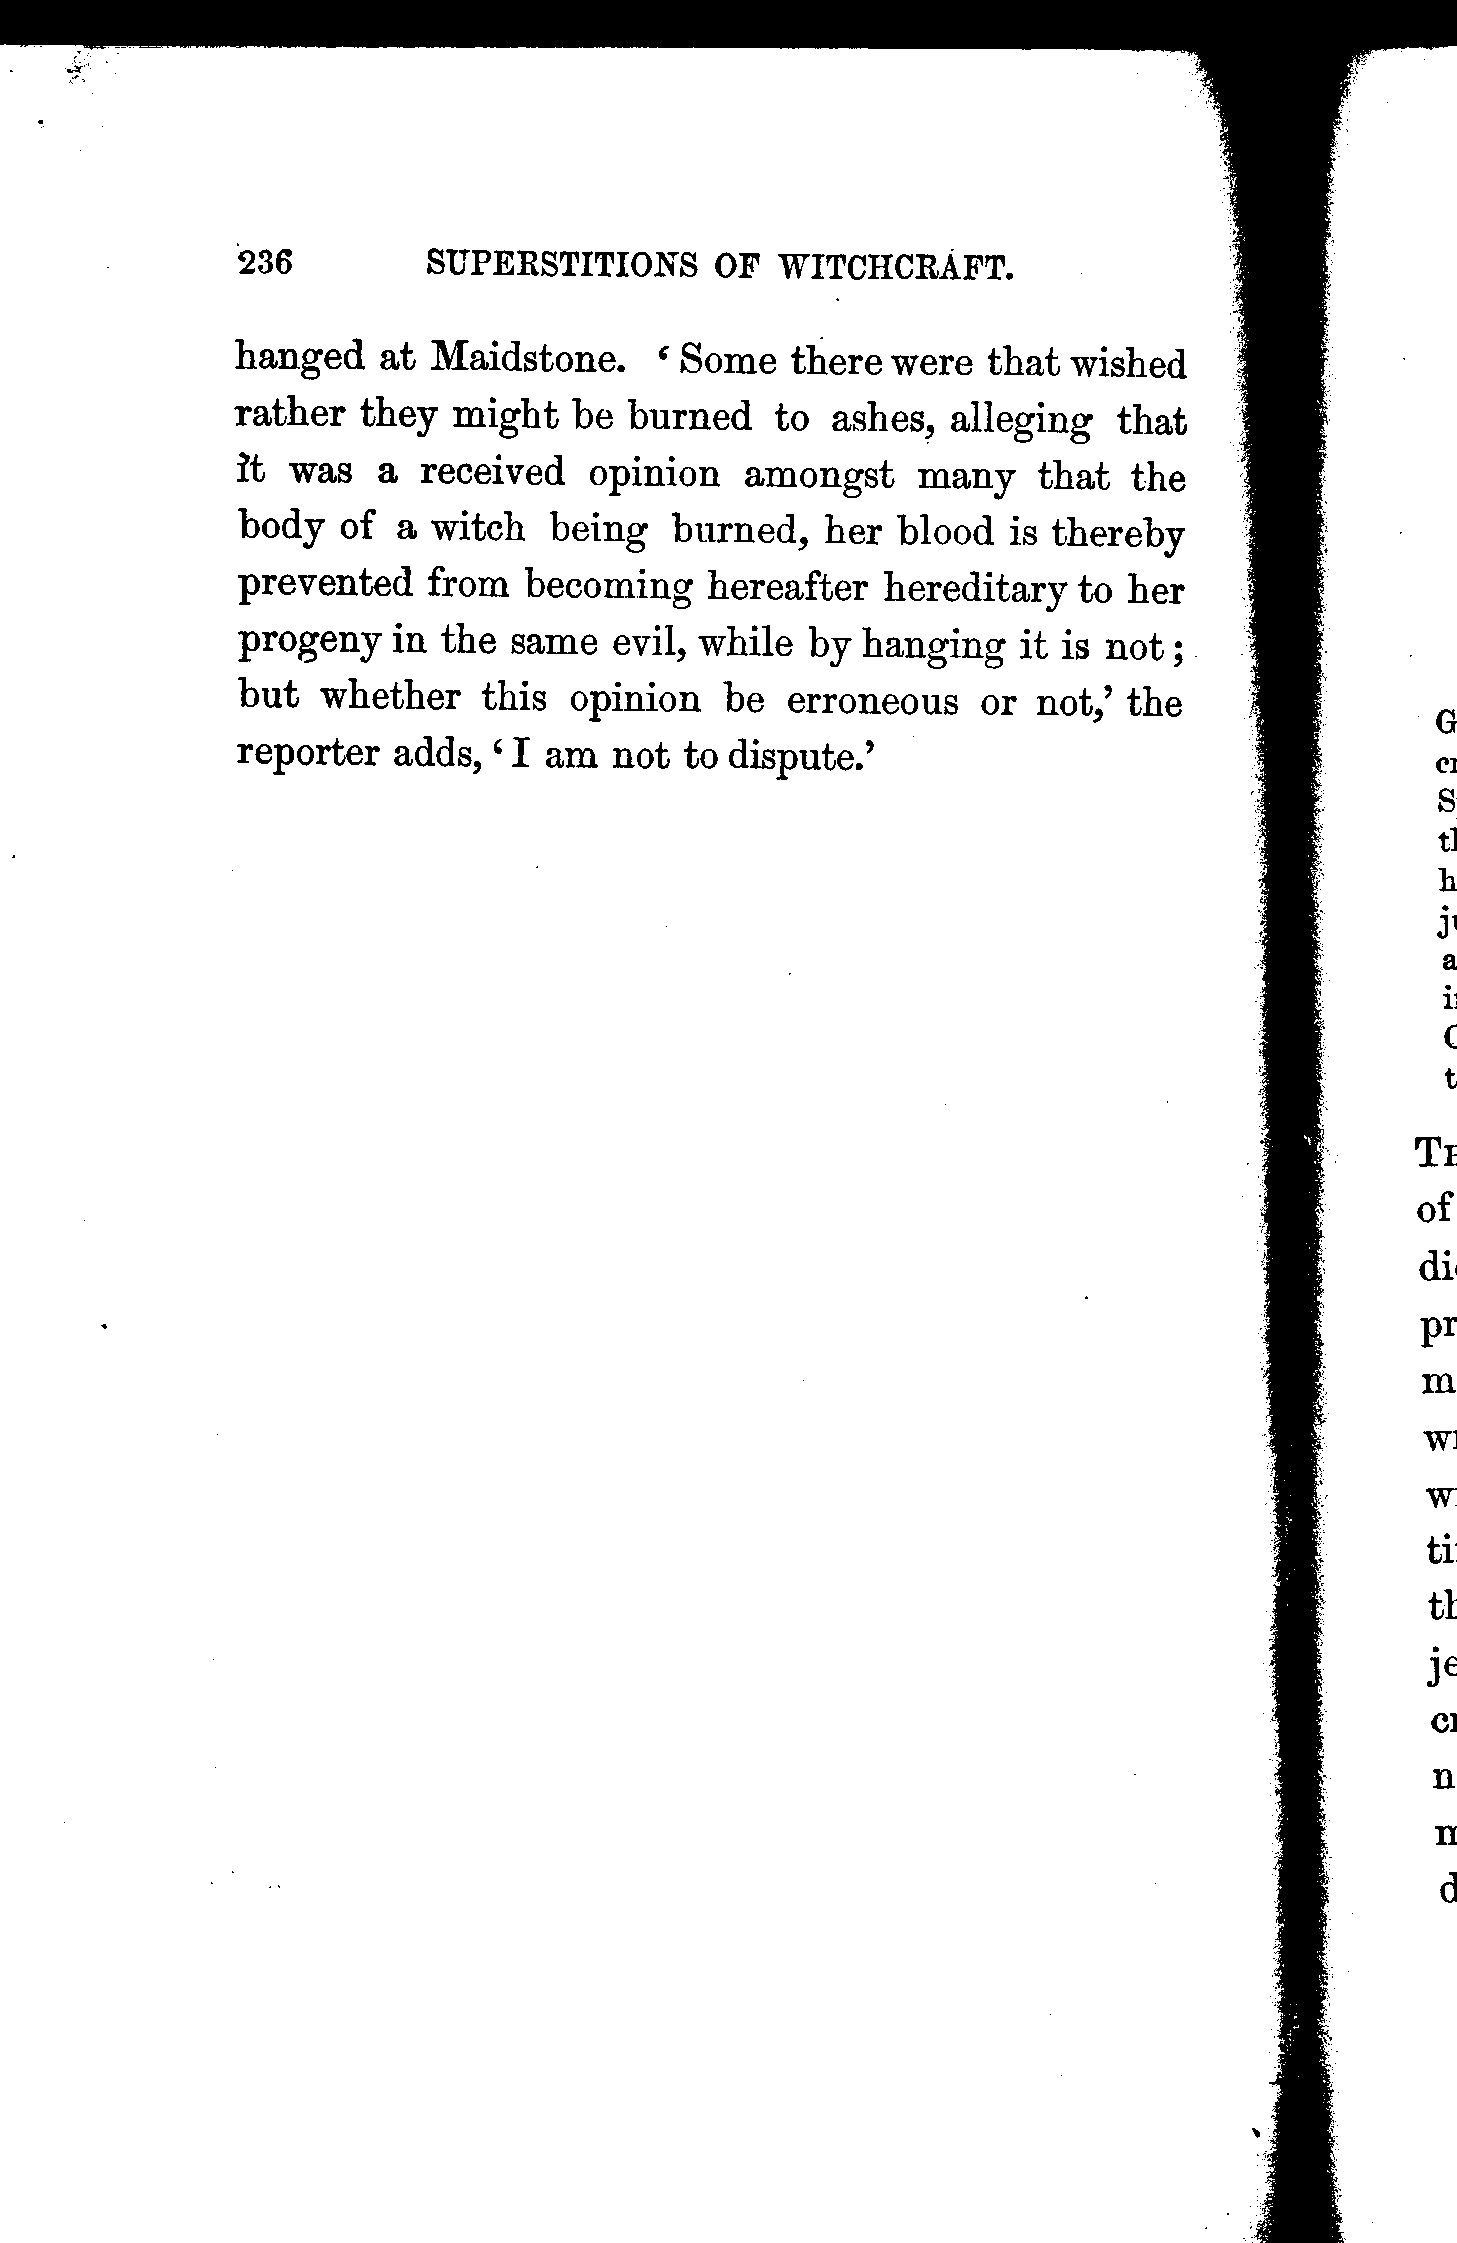 236 SUPERSTITIONS OF WITCHCRAFT.
hanged at Maidstone. ‘Some there were that wished
rather they might be burned to ashes, alleging that
it was a received opinion amongst many that the
body of a witch being burned, her blood is thereby
prevented from becoming hereafter hereditary to her
progeny in the same evil, while by hanging it is not;
but whether this opinion be erroneous or not,’ the
reporter adds, ‘I am not to dispute.’
of